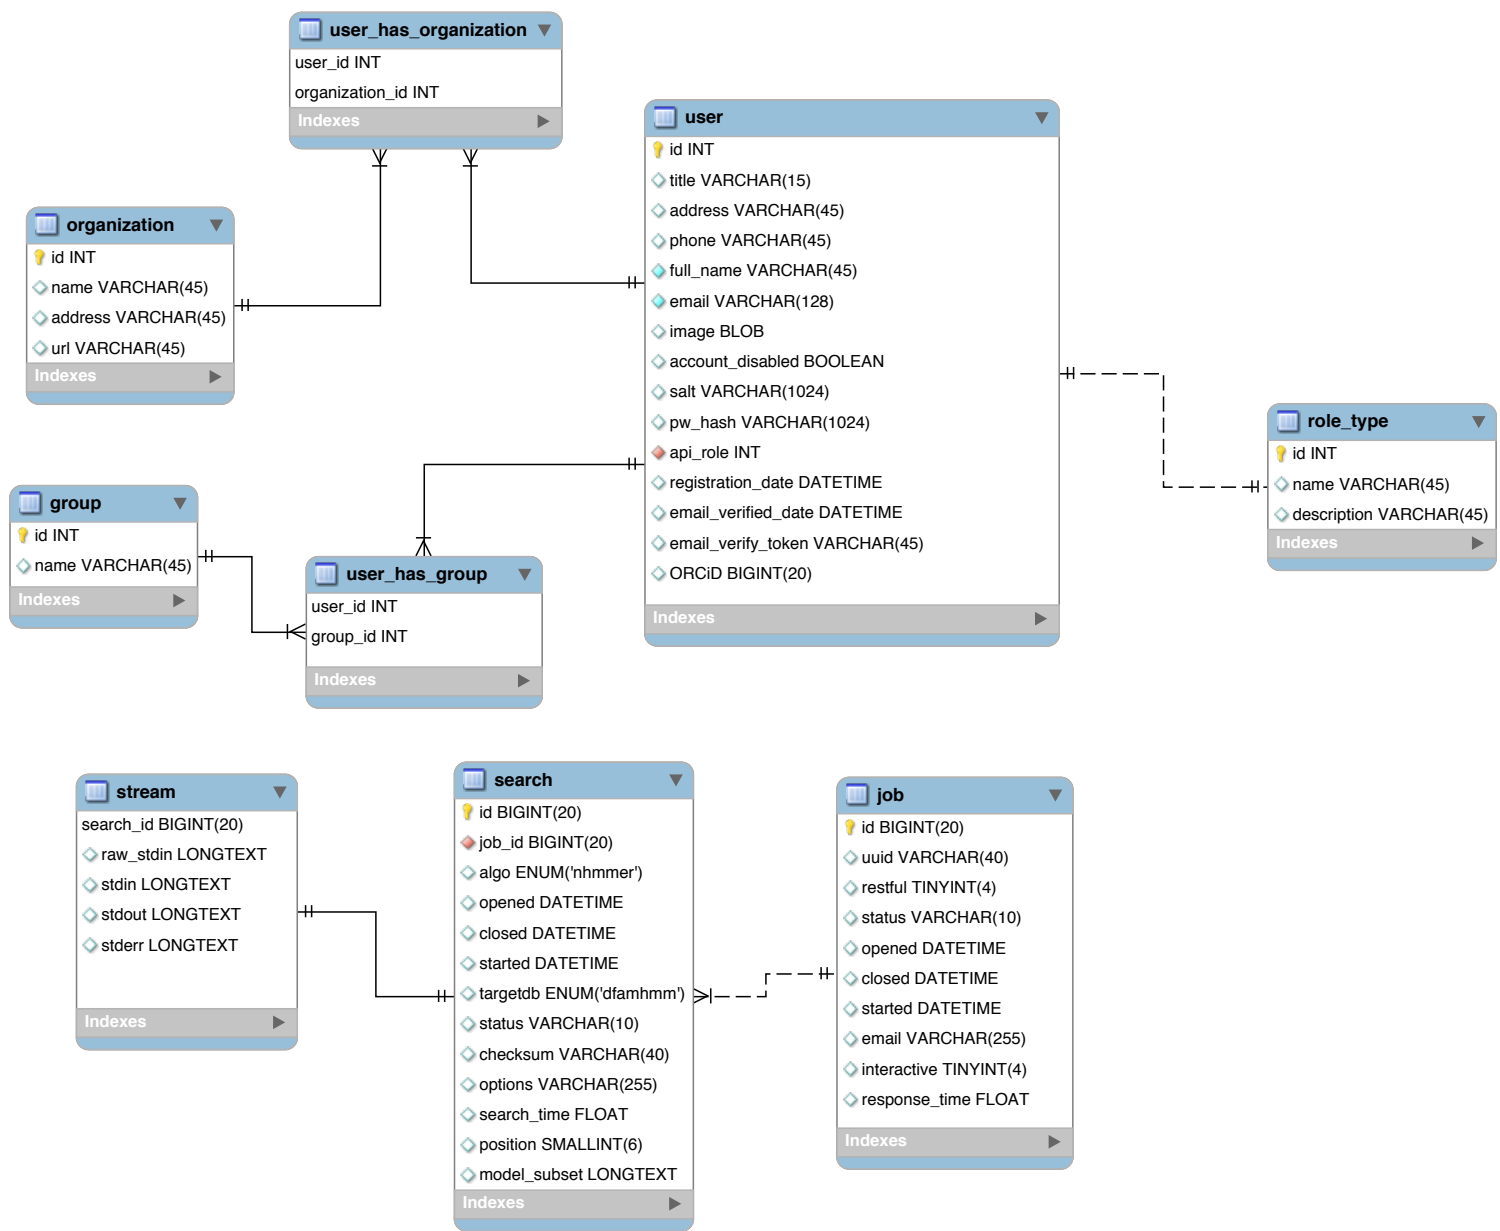 user_has_organization
user_id INT
organization_id INT
Indexes
user
id INT
title VARCHAR(15)
address VARCHAR(45)
phone VARCHAR(45)
full_name VARCHAR(45)
email VARCHAR(128)
image BLOB
account_disabled BOOLEAN
salt VARCHAR(1024)
pw_hash VARCHAR(1024)
api_role INT
registration_date DATETIME
email_verified_date DATETIME
email_verify_token VARCHAR(45)
ORCiD BIGINT(20)
Indexes
organization
id INT
name VARCHAR(45)
address VARCHAR(45)
url VARCHAR(45)
Indexes
role_type
id INT
name VARCHAR(45)
description VARCHAR(45)
Indexes
group
id INT
name VARCHAR(45)
Indexes
user_has_group
user_id INT
group_id INT
Indexes
stream
search_id BIGINT(20)
raw_stdin LONGTEXT
stdin LONGTEXT
stdout LONGTEXT
stderr LONGTEXT
Indexes
search
id BIGINT(20)
job_id BIGINT(20)
algo ENUM('nhmmer')
opened DATETIME
closed DATETIME
started DATETIME
targetdb ENUM('dfamhmm')
status VARCHAR(10)
checksum VARCHAR(40)
options VARCHAR(255)
search_time FLOAT
position SMALLINT(6)
model_subset LONGTEXT
Indexes
job
id BIGINT(20)
uuid VARCHAR(40)
restful TINYINT(4)
status VARCHAR(10)
opened DATETIME
closed DATETIME
started DATETIME
email VARCHAR(255)
interactive TINYINT(4)
response_time FLOAT
Indexes